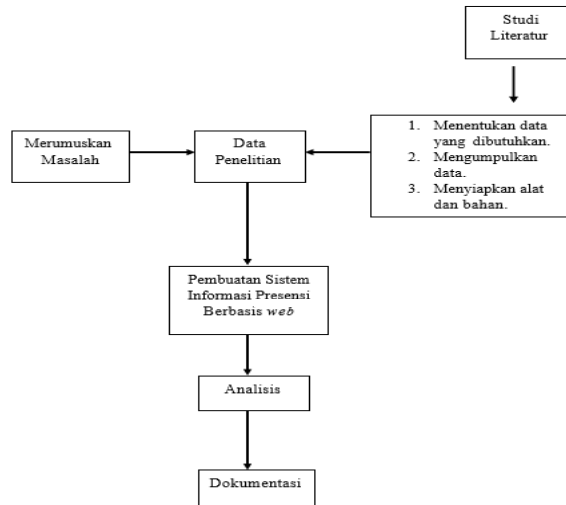 Studi
Literatur
Merumuskan
Masalah
Data
Penelitian
1. Menentukan data
yang dibutuhkan.
2. Mengumpulkan
data.
3. Menyiapkan alat
dan bahan.
Pembuatan Sistem
Informasi Presensi
Berbasis web
Analisis
Dokumentasi